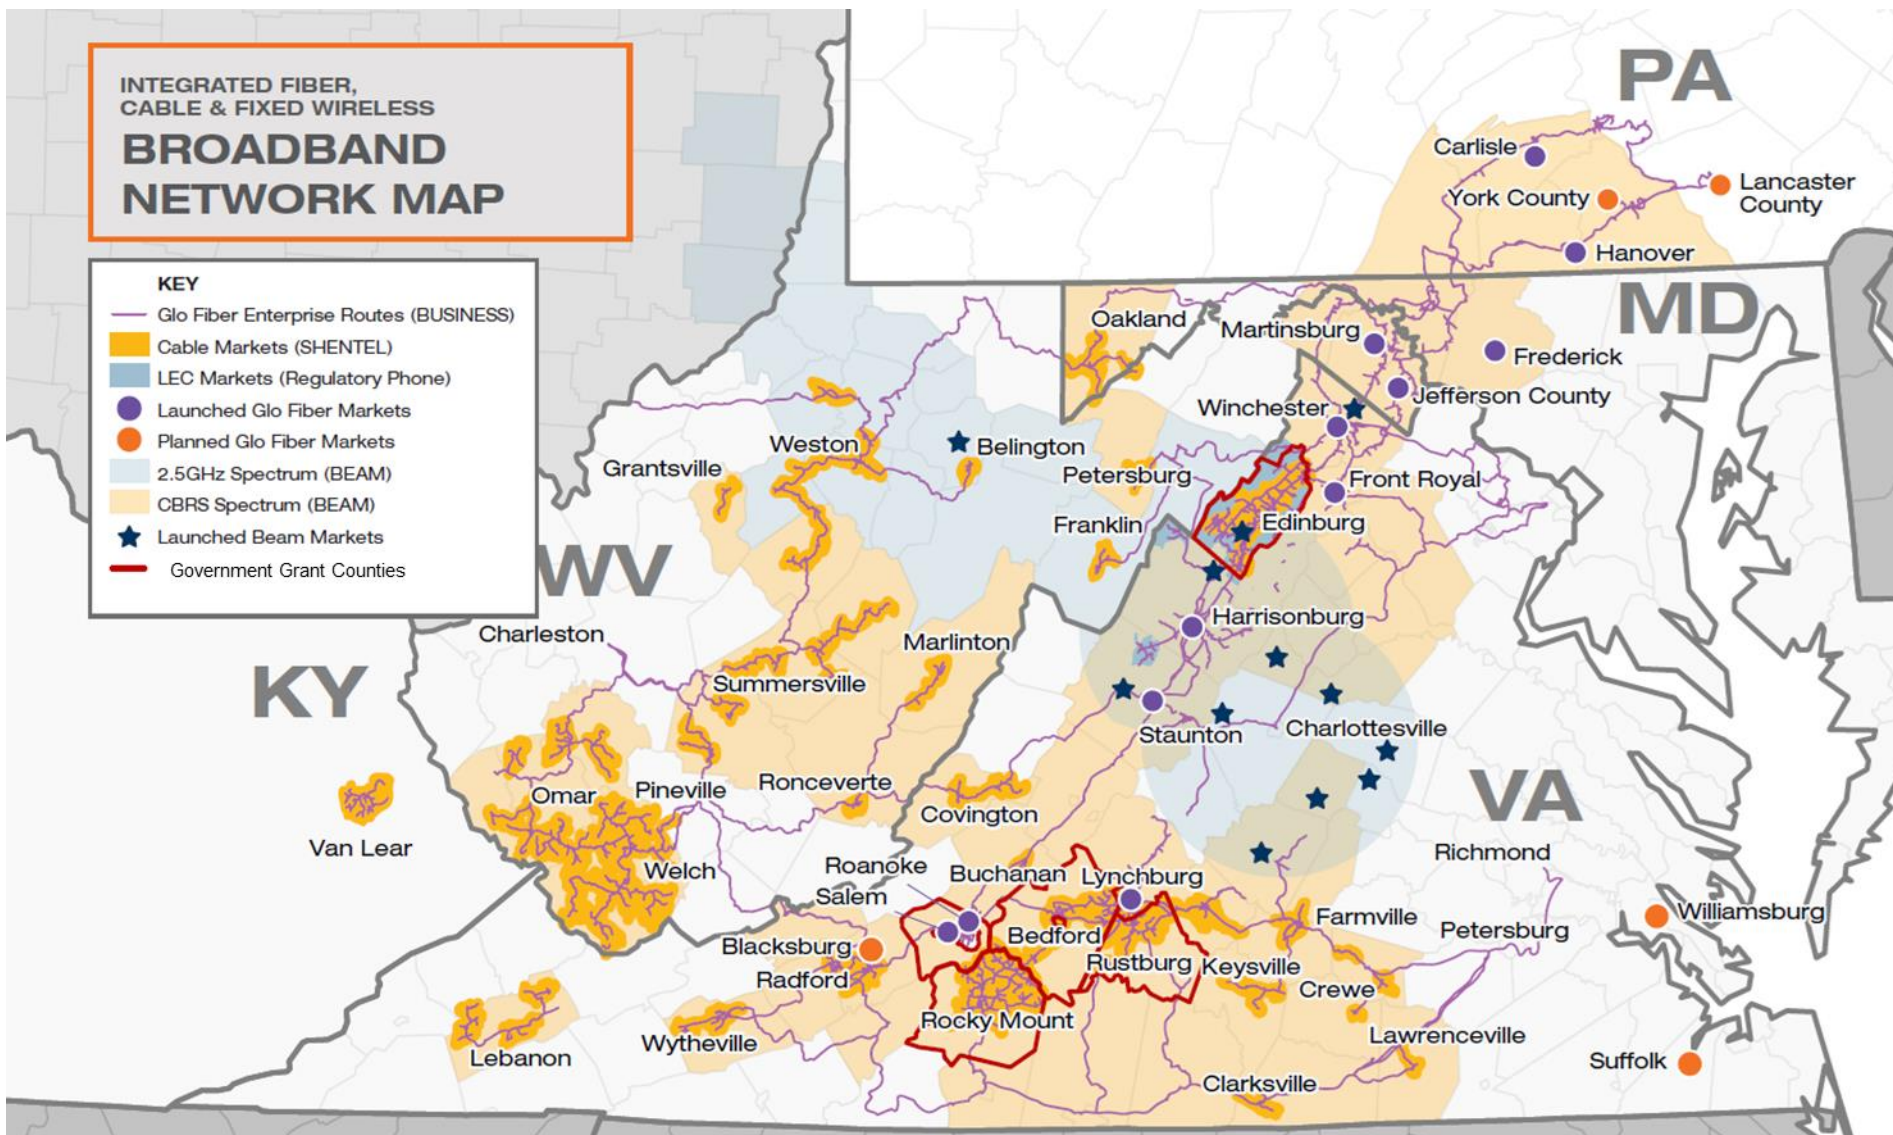 INTEGRATED FIBER,
CABLE & FIXED WIRELESS
BROADBAND
NETWORK MAP
KEY
Glo Fiber Enterprise Routes (BUSINESS)
Cable Markets (SHENTEL)
LEC Markets (Regulatory Phone)
Launched Glo Fiber Markets
Planned Glo Fiber Markets
2.5GHz Spectrum (BEAM)
CBRS Spectrum (BEAM)
Launched Beam Markets
Government Grant Counties
PA
Carlisle
York County
Lancaster
County
Hanover
MD
Oakland
Martinsburg
Frederick
Jefferson County
Winchester
Weston
Belington
Grantsville
Petersburg
Front Royal
Franklin
Edinburg
WV
Harrisonburg
Charleston
Marlinton
KY
Summersville
Staunton
Charlottesville
Omar
Pineville
Ronceverte
Covington
VA
Van Lear
Welch
Roanoke
Salem
Buchanan
Lynchburg
Richmond
Farmville
Williamsburg
Blacksburg
Bedford
Petersburg
Radford
Rustburg
Keysville
Crewe
Rocky Mount
Wytheville
Lebanon
Lawrenceville
Suffolk
Clarksville